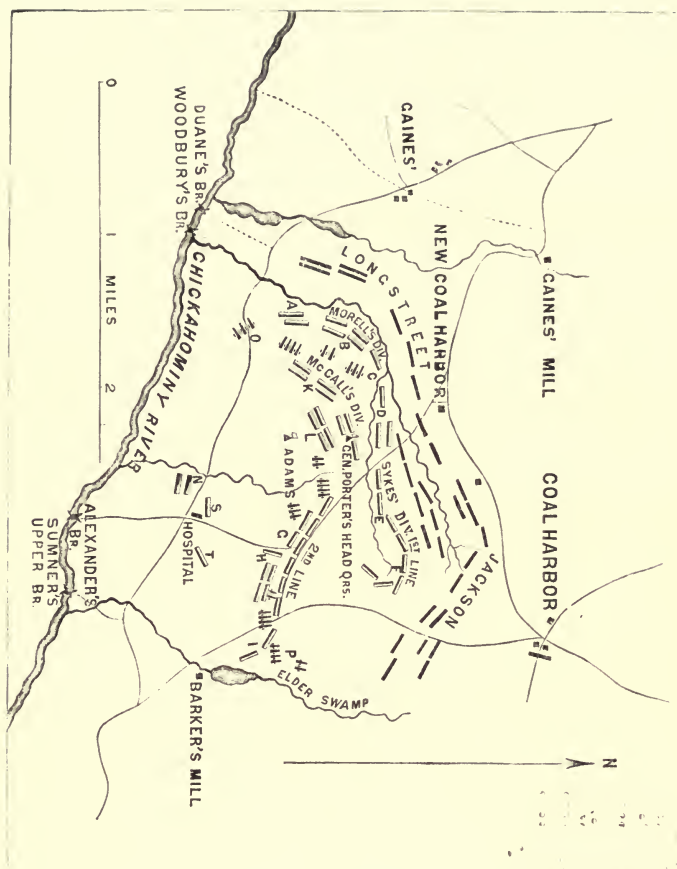 GAINES' MILL
COAL HARBOR
N
GAINES'
NEW COAL HARBOR
LONGSTREET
JACKSON
DUANE'S BR.
WOODBURY'S BR.
CHICKAHOMINY RIVER
0
1
2
MILES
A
MORELL'S DIV.
B
C
D
O
McCALL'S DIV.
K
L
GEN. PORTER'S HEAD QRS.
SYKES' DIV. 1ST LINE
E
F
ADAMS
G
2ND LINE
H
I
P
ELDER SWAMP
N
S
HOSPITAL
T
ALEXANDER'S BR.
SUMNER'S UPPER BR.
BARKER'S MILL